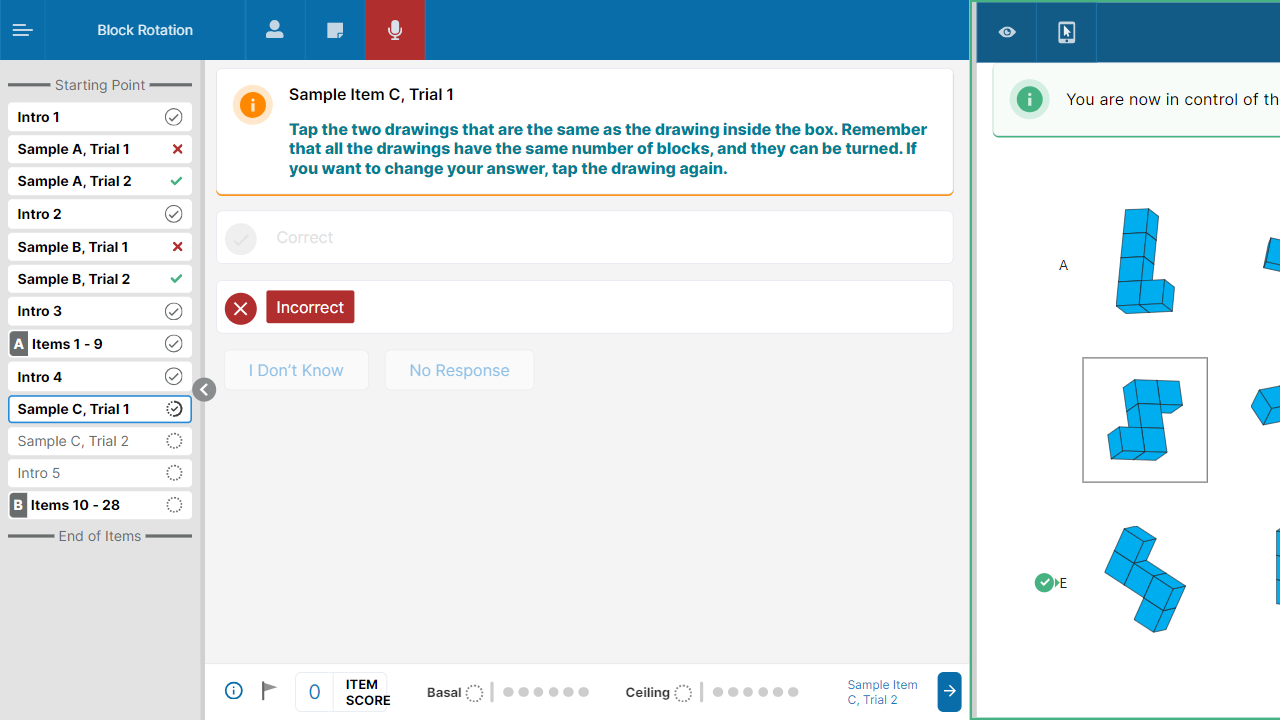 Block Rotation
Starting Point
Intro 1
Sample A, Trial 1
Sample A, Trial 2
Intro 2
Sample B, Trial 1
Sample B, Trial 2
Intro 3
A Items 1 - 9
Intro 4
Sample C, Trial 1
Sample C, Trial 2
Intro 5
B Items 10 - 28
End of Items
Sample Item C, Trial 1
Tap the two drawings that are the same as the drawing inside the box. Remember
that all the drawings have the same number of blocks, and they can be turned. If
you want to change your answer, tap the drawing again.
Correct
Incorrect
I Don't Know
No Response
0
ITEM
SCORE
Basal
Ceiling
Sample Item
C, Trial 2
You are now in control of th
A
E